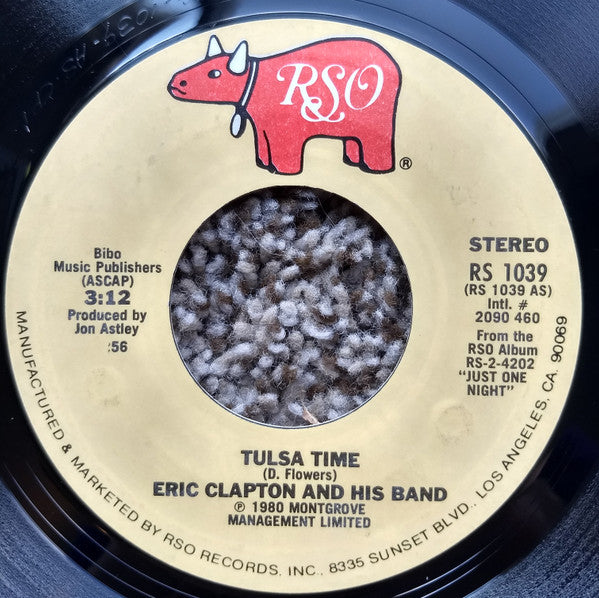 RSO
®
Bibo
Music Publishers
(ASCAP)
3:12
Produced by
Jon Astley
:56
STEREO
RS 1039
(RS 1039 AS)
Intl. #
2090 460
From the
RSO Album
RS-2-4202
"JUST ONE
NIGHT"
TULSA TIME
(D. Flowers)
ERIC CLAPTON AND HIS BAND
℗ 1980 MONTGROVE
MANAGEMENT LIMITED
MANUFACTURED & MARKETED BY RSO RECORDS, INC., 8335 SUNSET BLVD., LOS ANGELES, CA. 90069